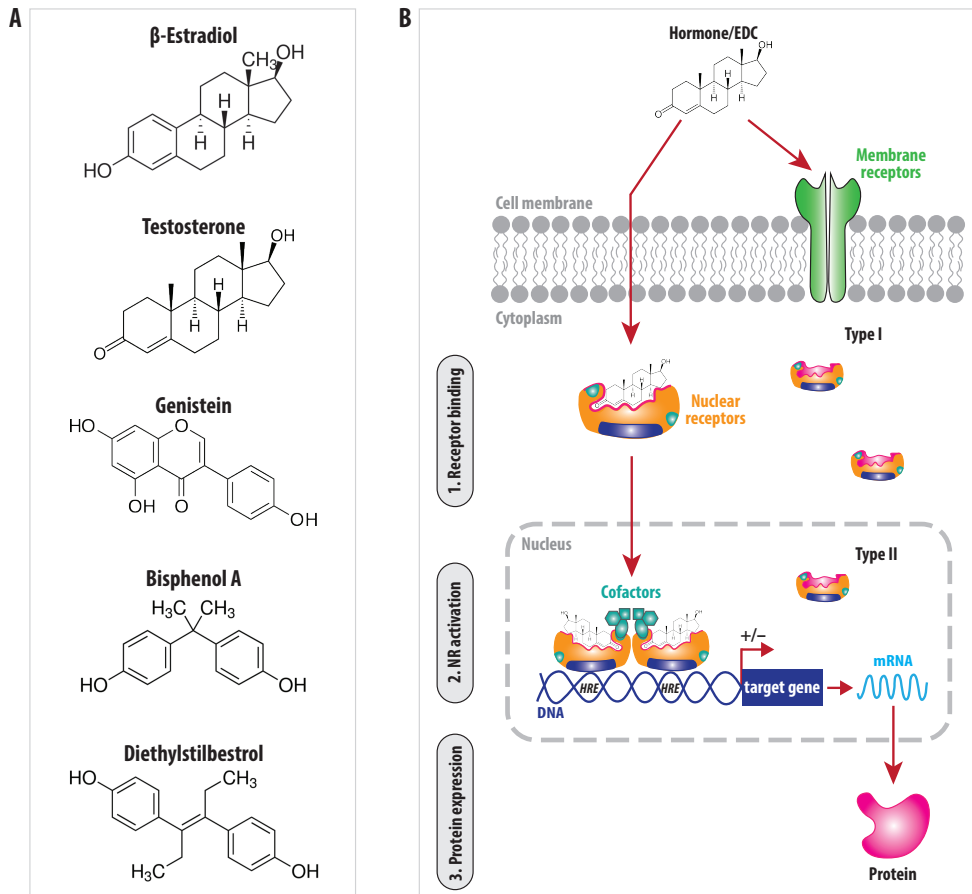 A
β-Estradiol
OH
CH₃
H
H
H
HO
Testosterone
OH
H
H
H
O
Genistein
HO
O
OH
O
OH
Bisphenol A
H₃C
CH₃
HO
OH
Diethylstilbestrol
HO
CH₃
H₃C
OH
B
Hormone/EDC
OH
H
H
H
O
Membrane
receptors
Cell membrane
Cytoplasm
Type I
1. Receptor binding
OH
H
H
H
O
Nuclear
receptors
Nucleus
Type II
2. NR activation
Cofactors
+/–
HRE
HRE
target gene
mRNA
DNA
3. Protein expression
Protein